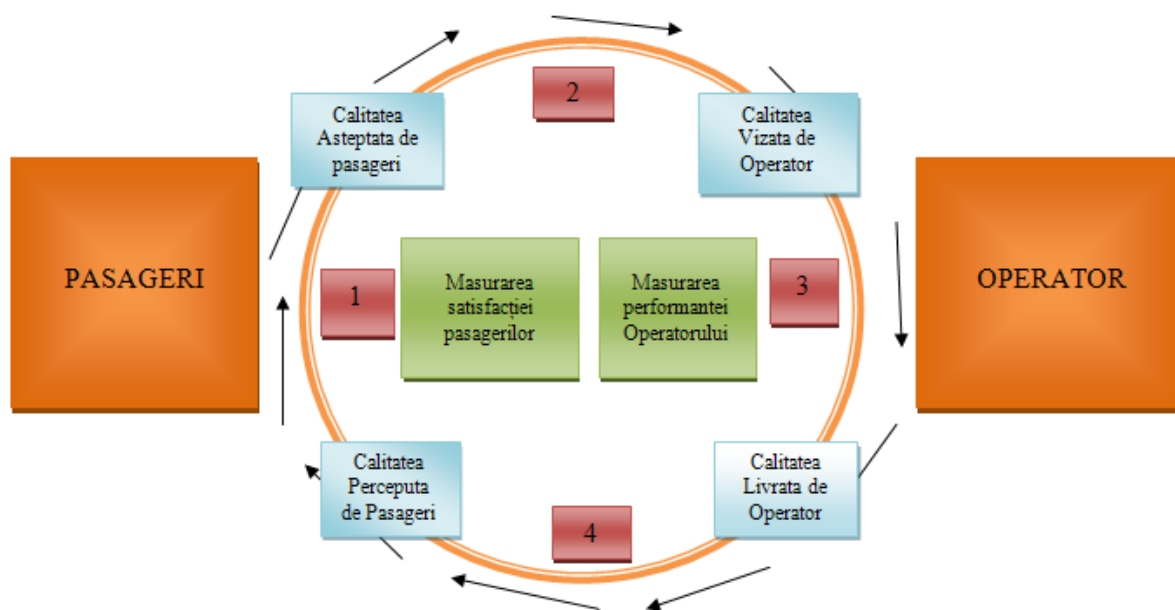 2
Calitatea
Asteptata de
pasageri
Calitatea
Vizata de
Operator
PASAGERI
1
Masurarea
satisfacției
pasagerilor
Masurarea
performantei
Operatorului
3
OPERATOR
Calitatea
Perceputa
de Pasageri
4
Calitatea
Livrata de
Operator